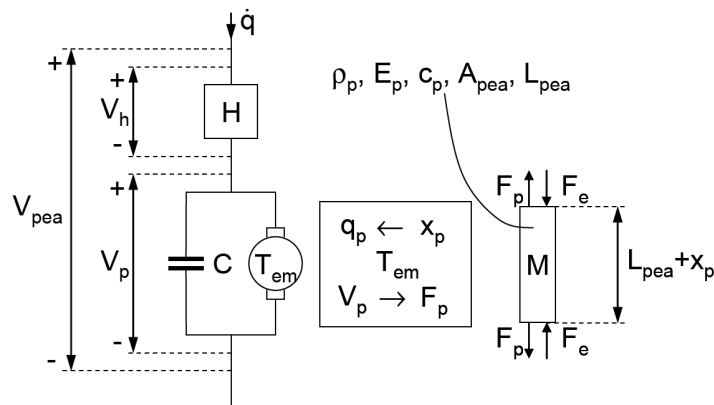 q̇
+
+
V_h
H
-
+
V_pea
V_p
C
T_em
-
-
q_p ← x_p
T_em
V_p → F_p
ρ_p, E_p, c_p, A_pea, L_pea
F_p
F_e
M
L_pea+x_p
F_p
F_e